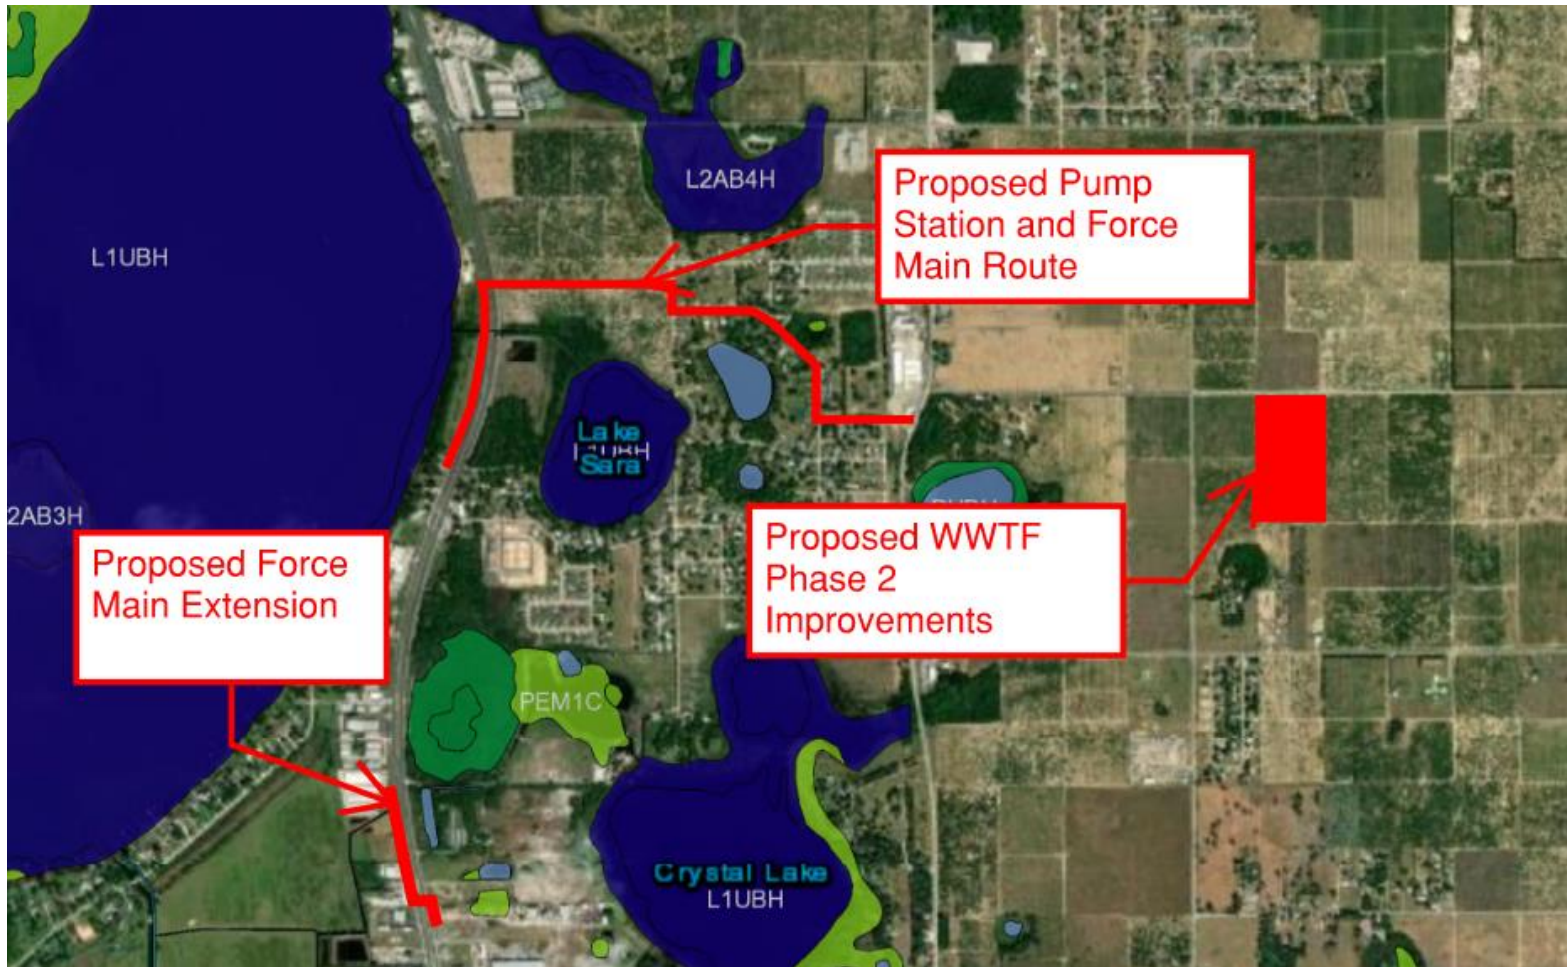 L2AB4H
Proposed Pump
Station and Force
Main Route
L1UBH
Lake
L1UBH
Sara
2AB3H
Proposed Force
Main Extension
Proposed WWTF
Phase 2
Improvements
PEM1C
Crystal Lake
L1UBH